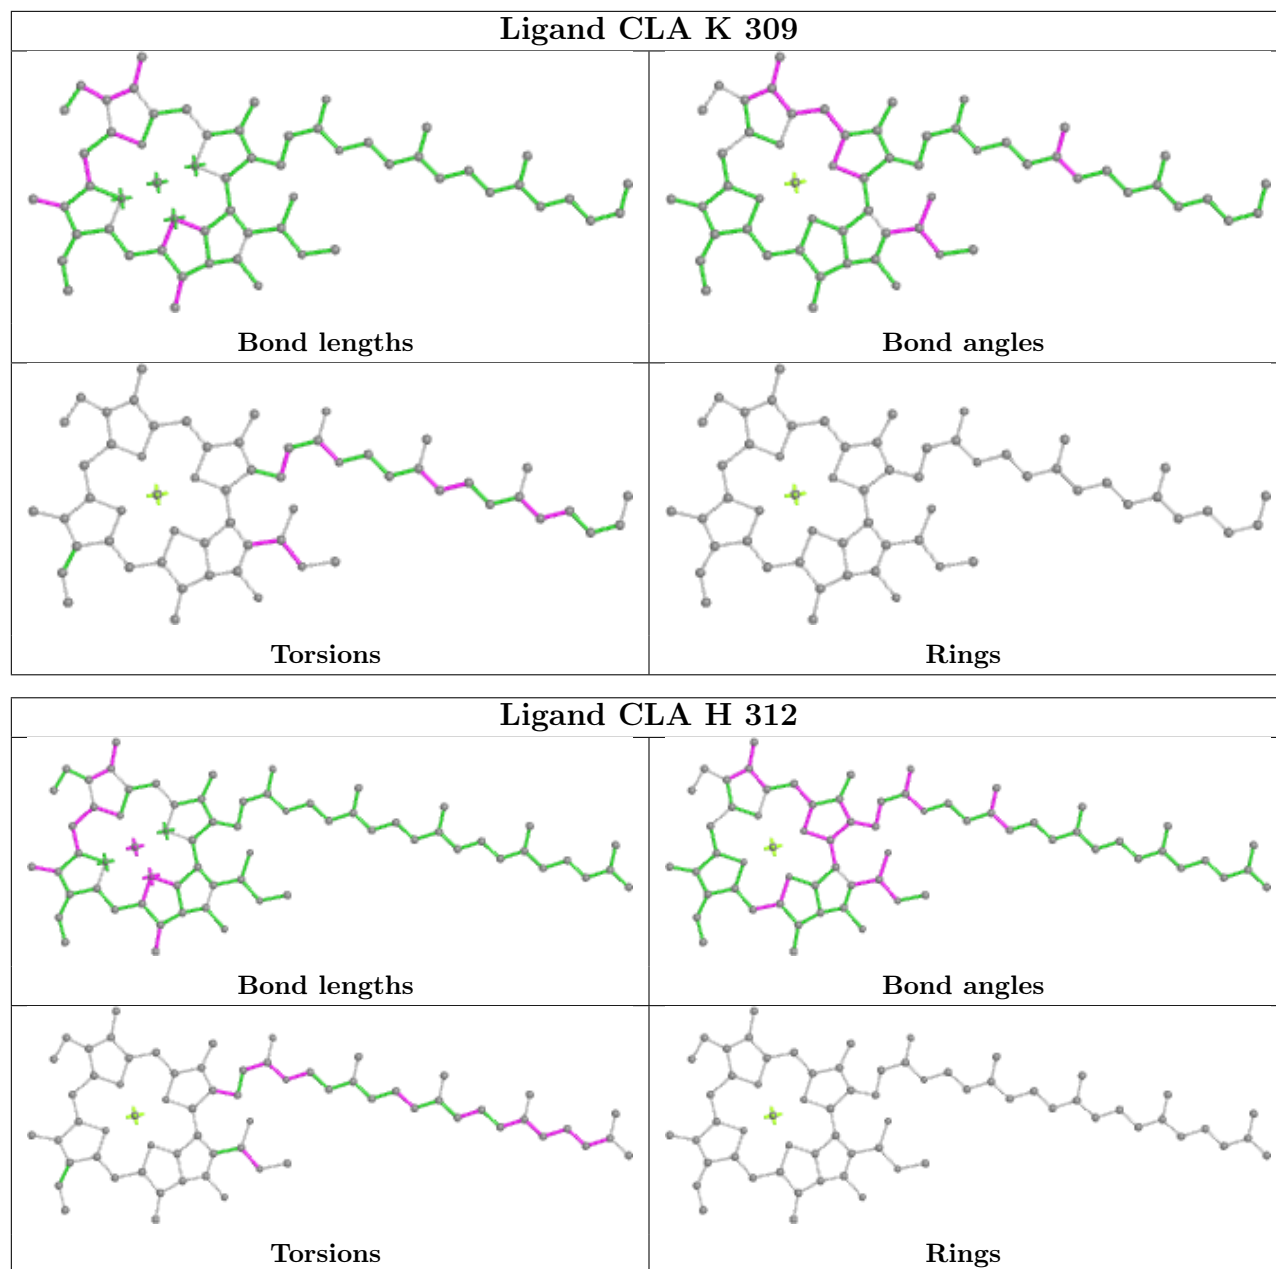 Ligand CLA K 309
Bond lengths
Bond angles
Torsions
Rings
Ligand CLA H 312
Bond lengths
Bond angles
Torsions
Rings